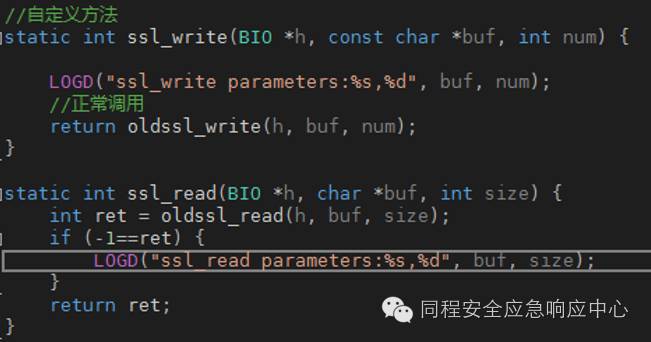 //自定义方法
static int ssl_write(BIO *h, const char *buf, int num) {
LOGD("ssl_write parameters:%s,%d", buf, num);
//正常调用
return oldssl_write(h, buf, num);
}
static int ssl_read(BIO *h, char *buf, int size) {
int ret = oldssl_read(h, buf, size);
if (-1==ret) {
LOGD("ssl_read parameters:%s,%d", buf, size);
}
return ret;
}
同程安全应急响应中心